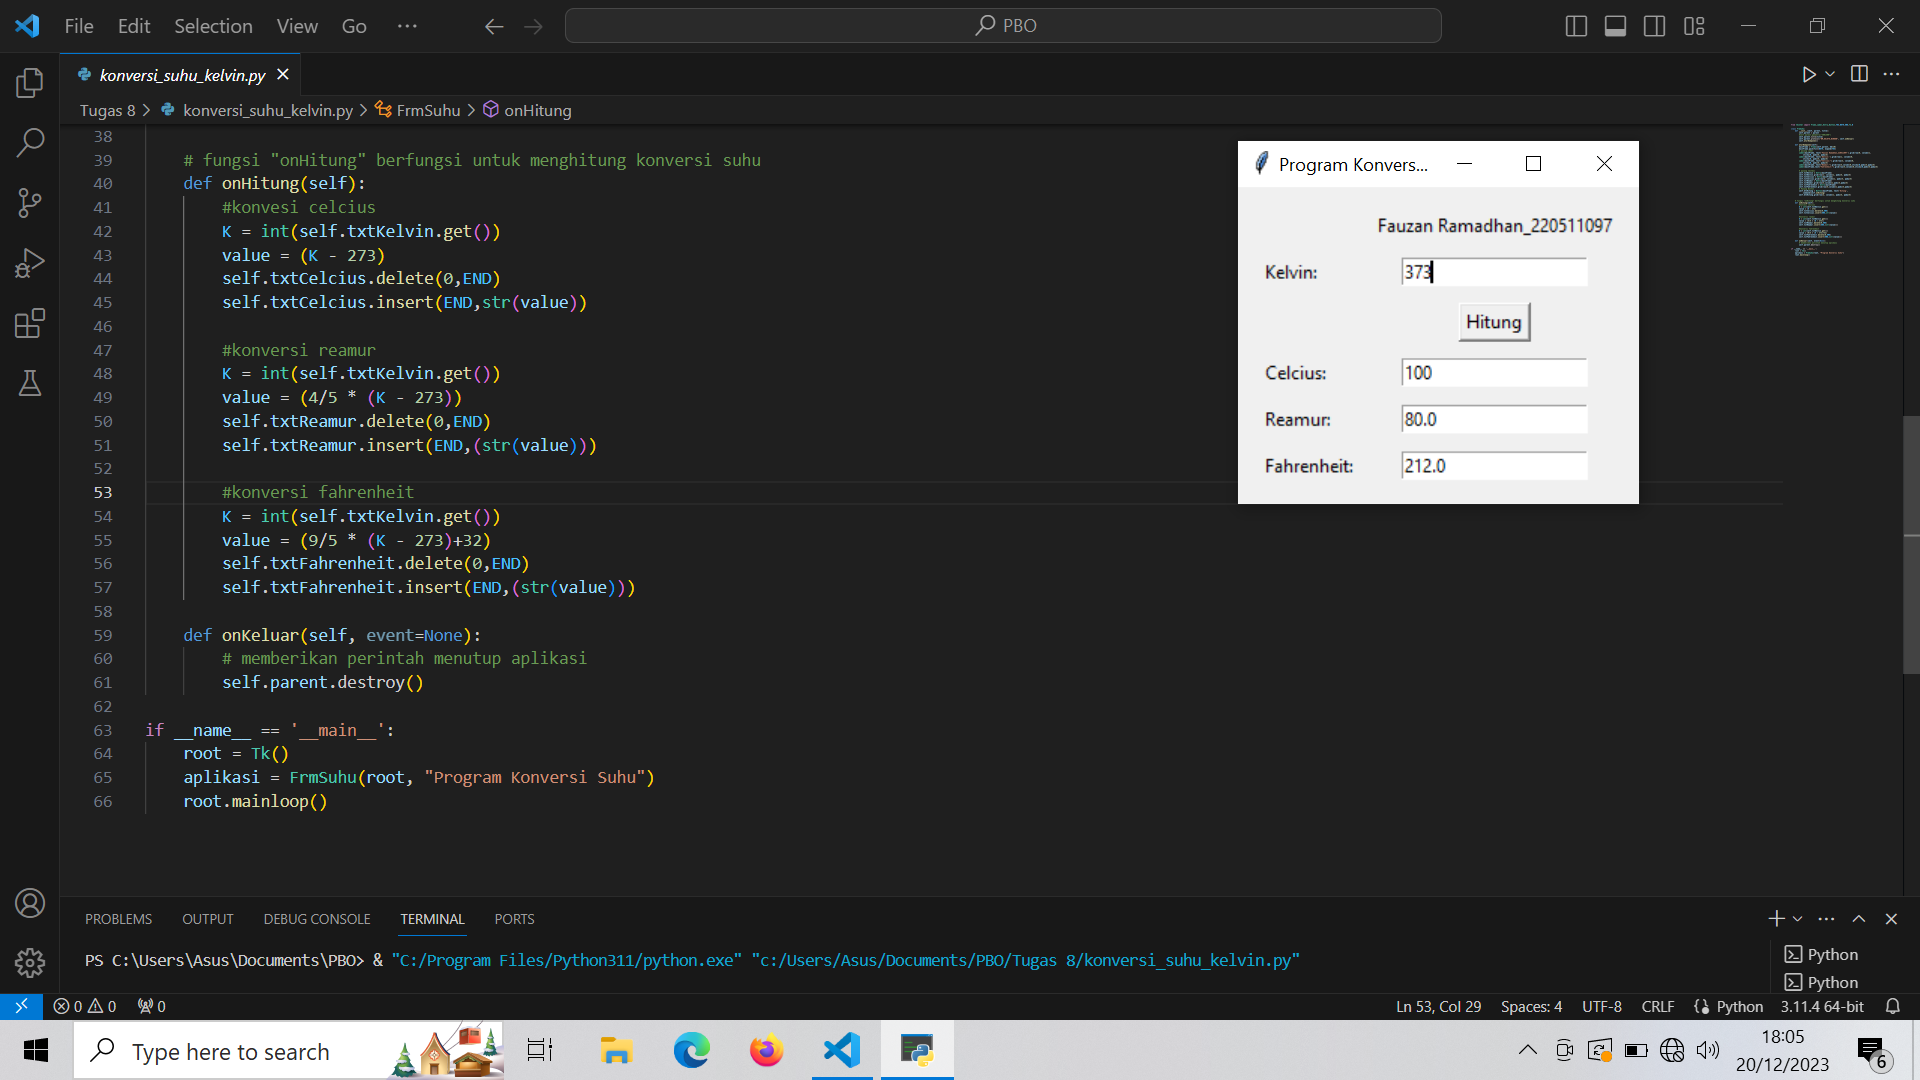 File Edit Selection View Go ···
PBO
konversi_suhu_kelvin.py
Tugas 8 > konversi_suhu_kelvin.py > FrmSuhu > onHitung
38
39 # fungsi "onHitung" berfungsi untuk menghitung konversi suhu
40 def onHitung(self):
41 #konvesi celcius
42 K = int(self.txtKelvin.get())
43 value = (K - 273)
44 self.txtCelcius.delete(0,END)
45 self.txtCelcius.insert(END,str(value))
46
47 #konversi reamur
48 K = int(self.txtKelvin.get())
49 value = (4/5 * (K - 273))
50 self.txtReamur.delete(0,END)
51 self.txtReamur.insert(END,(str(value)))
52
53 #konversi fahrenheit
54 K = int(self.txtKelvin.get())
55 value = (9/5 * (K - 273)+32)
56 self.txtFahrenheit.delete(0,END)
57 self.txtFahrenheit.insert(END,(str(value)))
58
59 def onKeluar(self, event=None):
60 # memberikan perintah menutup aplikasi
61 self.parent.destroy()
62
63 if __name__ == '__main__':
64 root = Tk()
65 aplikasi = FrmSuhu(root, "Program Konversi Suhu")
66 root.mainloop()
Program Konvers...
Fauzan Ramadhan_220511097
Kelvin: 373
Hitung
Celcius: 100
Reamur: 80.0
Fahrenheit: 212.0
PROBLEMS OUTPUT DEBUG CONSOLE TERMINAL PORTS
PS C:\Users\Asus\Documents\PBO> & "C:/Program Files/Python311/python.exe" "c:/Users/Asus/Documents/PBO/Tugas 8/konversi_suhu_kelvin.py"
Python
Python
0 0 0
Ln 53, Col 29 Spaces: 4 UTF-8 CRLF Python 3.11.4 64-bit
Type here to search
18:05
20/12/2023
6